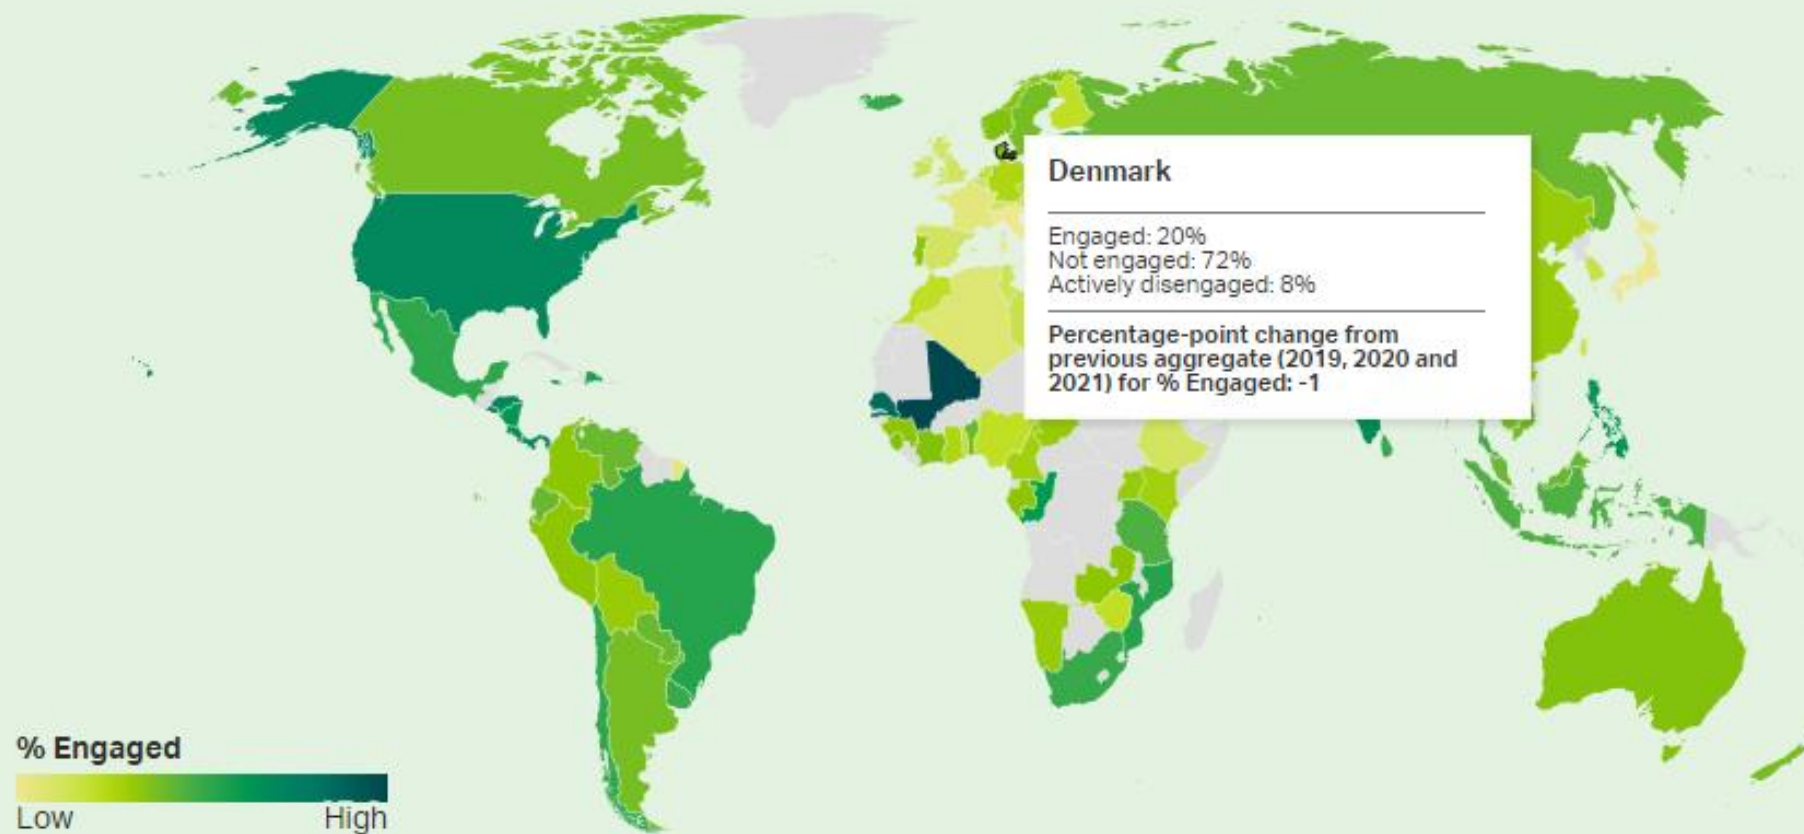 Denmark
Engaged: 20%
Not engaged: 72%
Actively disengaged: 8%
Percentage-point change from
previous aggregate (2019, 2020 and
2021) for % Engaged: -1
% Engaged
Low High